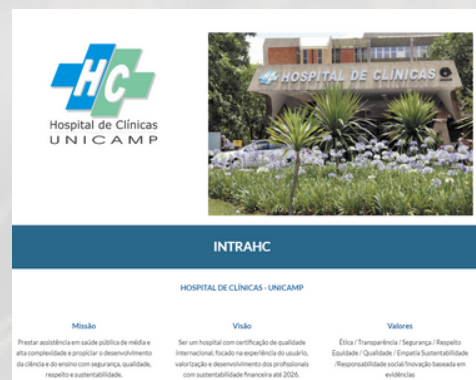 HC
Hospital de Clínicas
UNICAMP
HOSPITAL DE CLÍNICAS
INTRAHC
HOSPITAL DE CLÍNICAS - UNICAMP
Missão
Prestar assistência em saúde pública de média e
alta complexidade e propiciar o desenvolvimento
da ciência e do ensino com segurança, qualidade,
respeito e sustentabilidade.
Visão
Ser um hospital com certificação de qualidade
internacional, focado na experiência do usuário,
valorização e desenvolvimento dos profissionais
com sustentabilidade financeira até 2026.
Valores
Ética / Transparência / Segurança / Respeito
Equidade / Qualidade / Empatia Sustentabilidade
/Responsabilidade social/Inovação baseada em
evidências